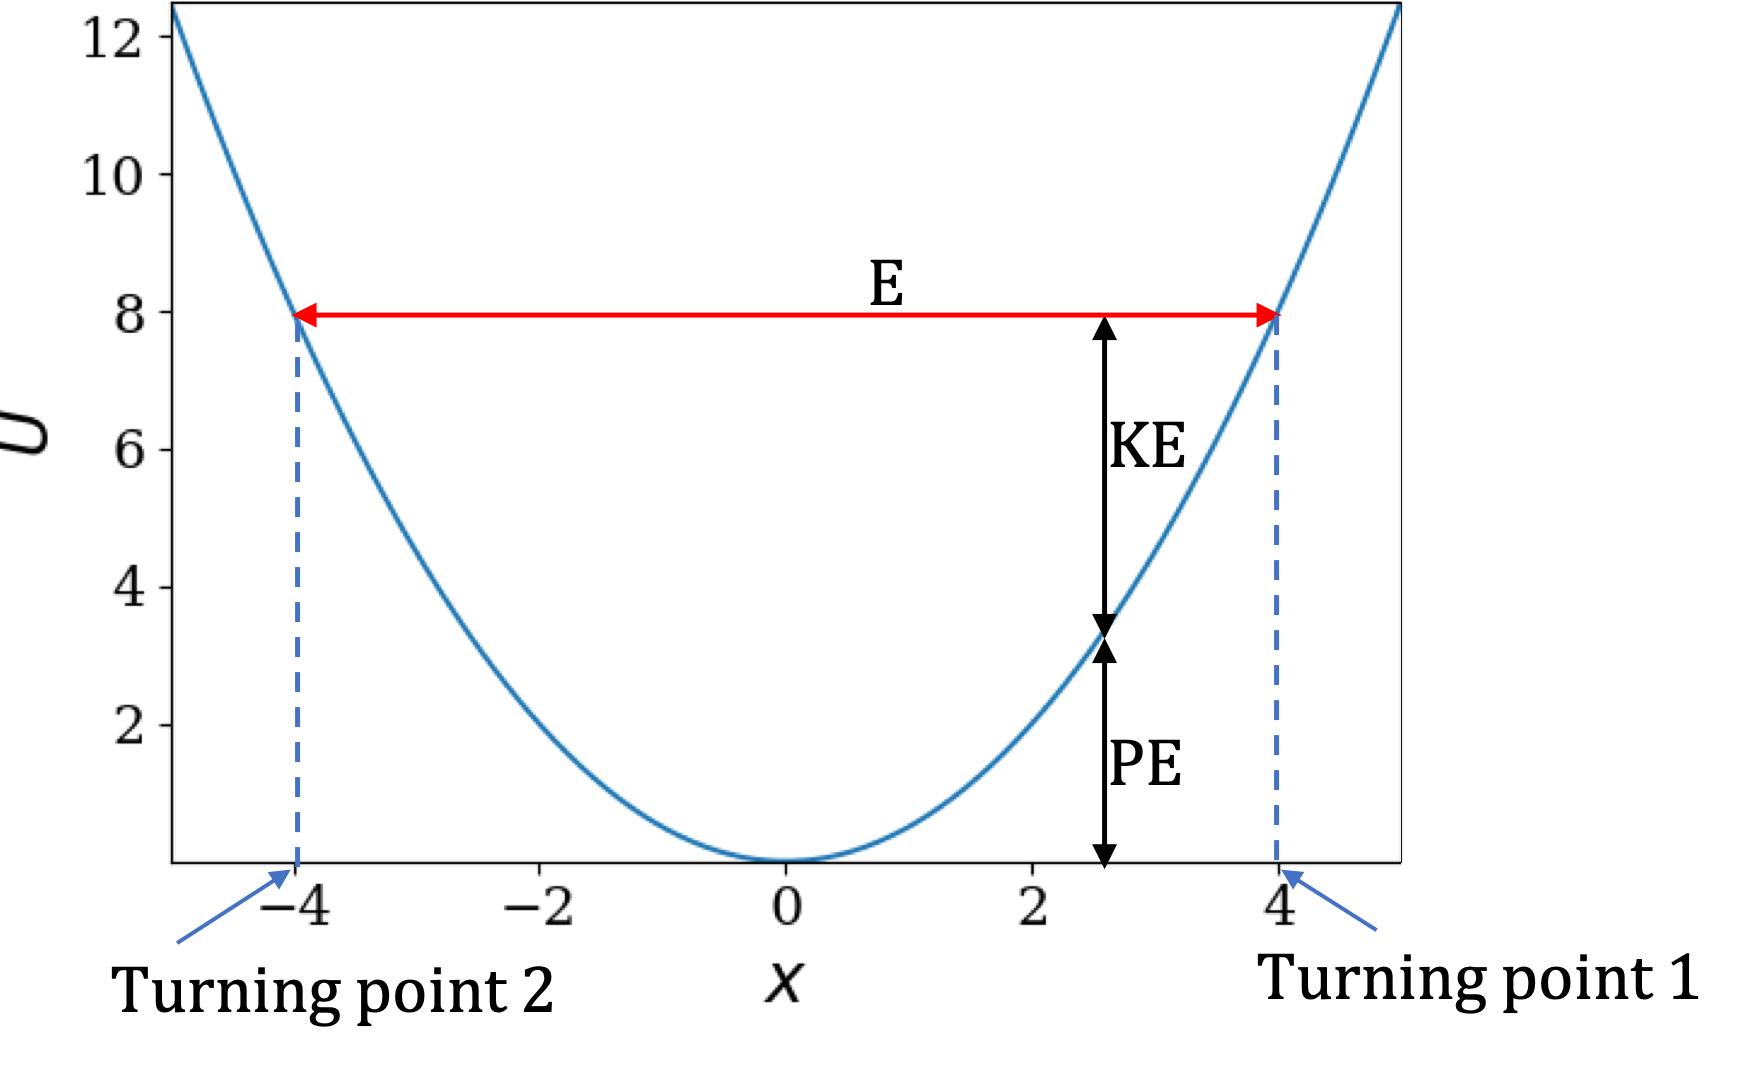 12
10
8
6
4
2
U
E
KE
PE
−4 −2 0 2 4
x
Turning point 2
Turning point 1